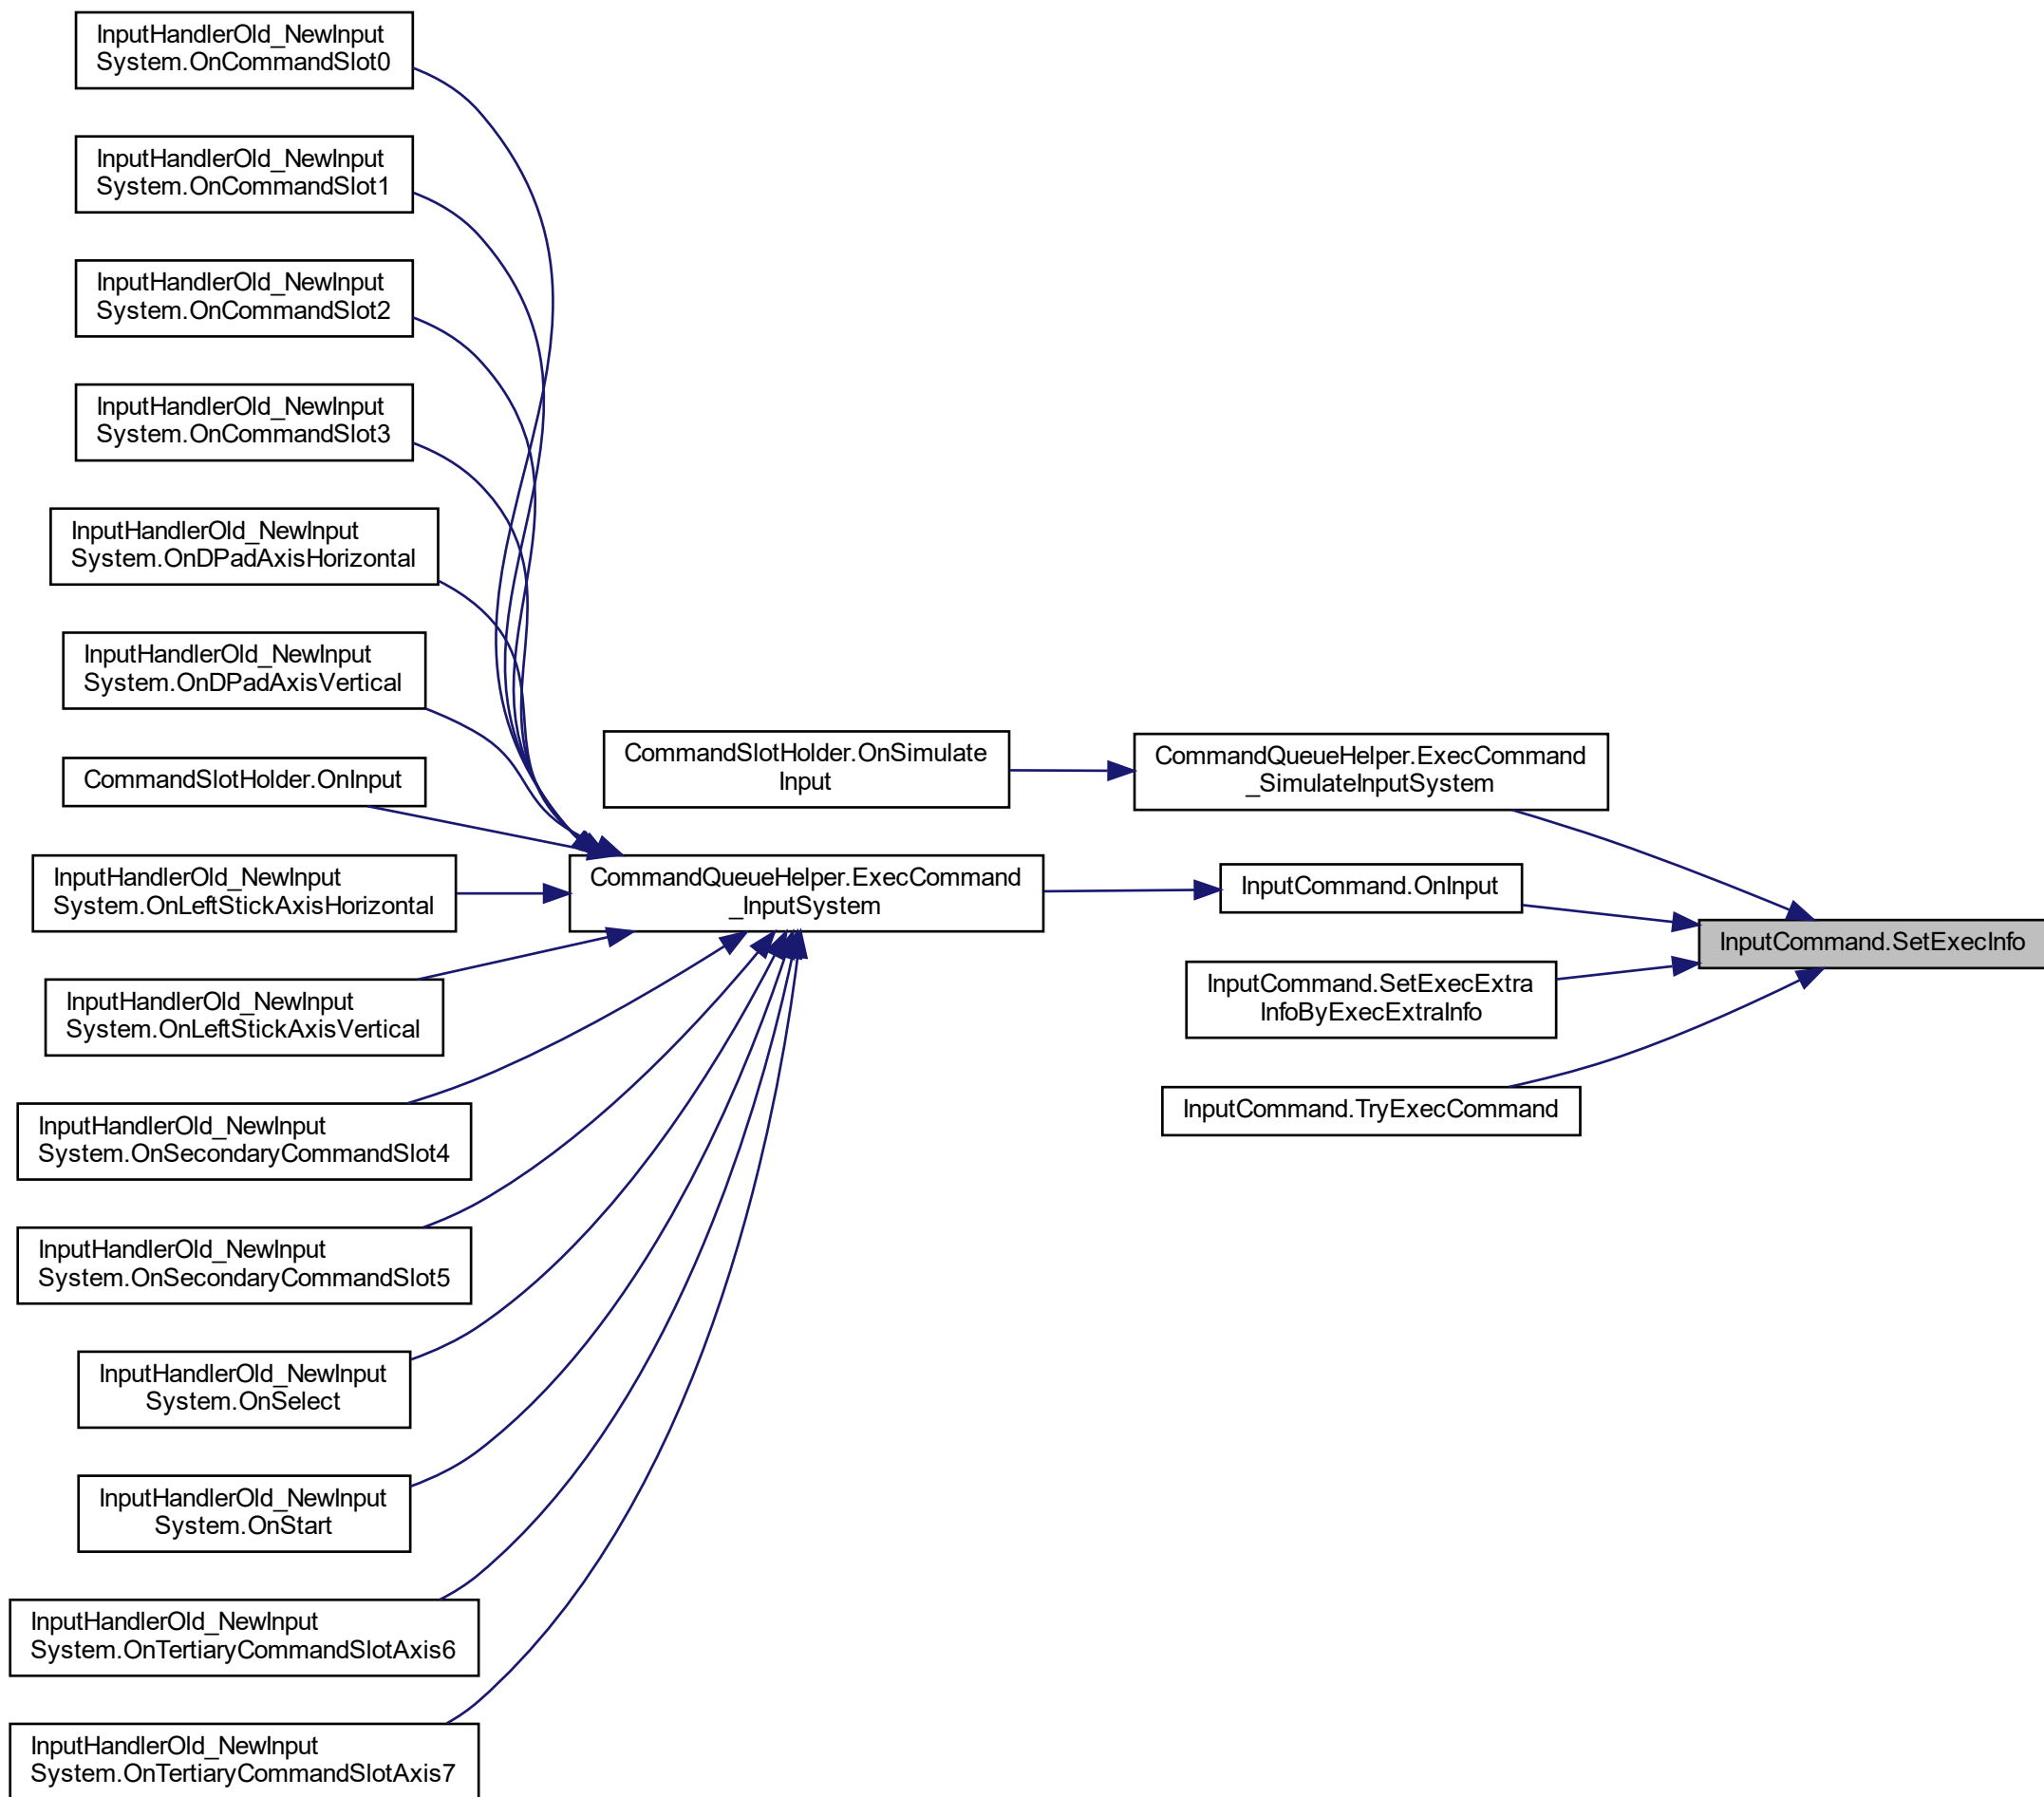 InputHandlerOld_NewInput
System.OnCommandSlot0
InputHandlerOld_NewInput
System.OnCommandSlot1
InputHandlerOld_NewInput
System.OnCommandSlot2
InputHandlerOld_NewInput
System.OnCommandSlot3
InputHandlerOld_NewInput
System.OnDPadAxisHorizontal
InputHandlerOld_NewInput
System.OnDPadAxisVertical
CommandSlotHolder.OnInput
InputHandlerOld_NewInput
System.OnLeftStickAxisHorizontal
InputHandlerOld_NewInput
System.OnLeftStickAxisVertical
InputHandlerOld_NewInput
System.OnSecondaryCommandSlot4
InputHandlerOld_NewInput
System.OnSecondaryCommandSlot5
InputHandlerOld_NewInput
System.OnSelect
InputHandlerOld_NewInput
System.OnStart
InputHandlerOld_NewInput
System.OnTertiaryCommandSlotAxis6
InputHandlerOld_NewInput
System.OnTertiaryCommandSlotAxis7
CommandSlotHolder.OnSimulate
Input
CommandQueueHelper.ExecCommand
_InputSystem
CommandQueueHelper.ExecCommand
_SimulateInputSystem
InputCommand.OnInput
InputCommand.SetExecExtra
InfoByExecExtraInfo
InputCommand.TryExecCommand
InputCommand.SetExecInfo